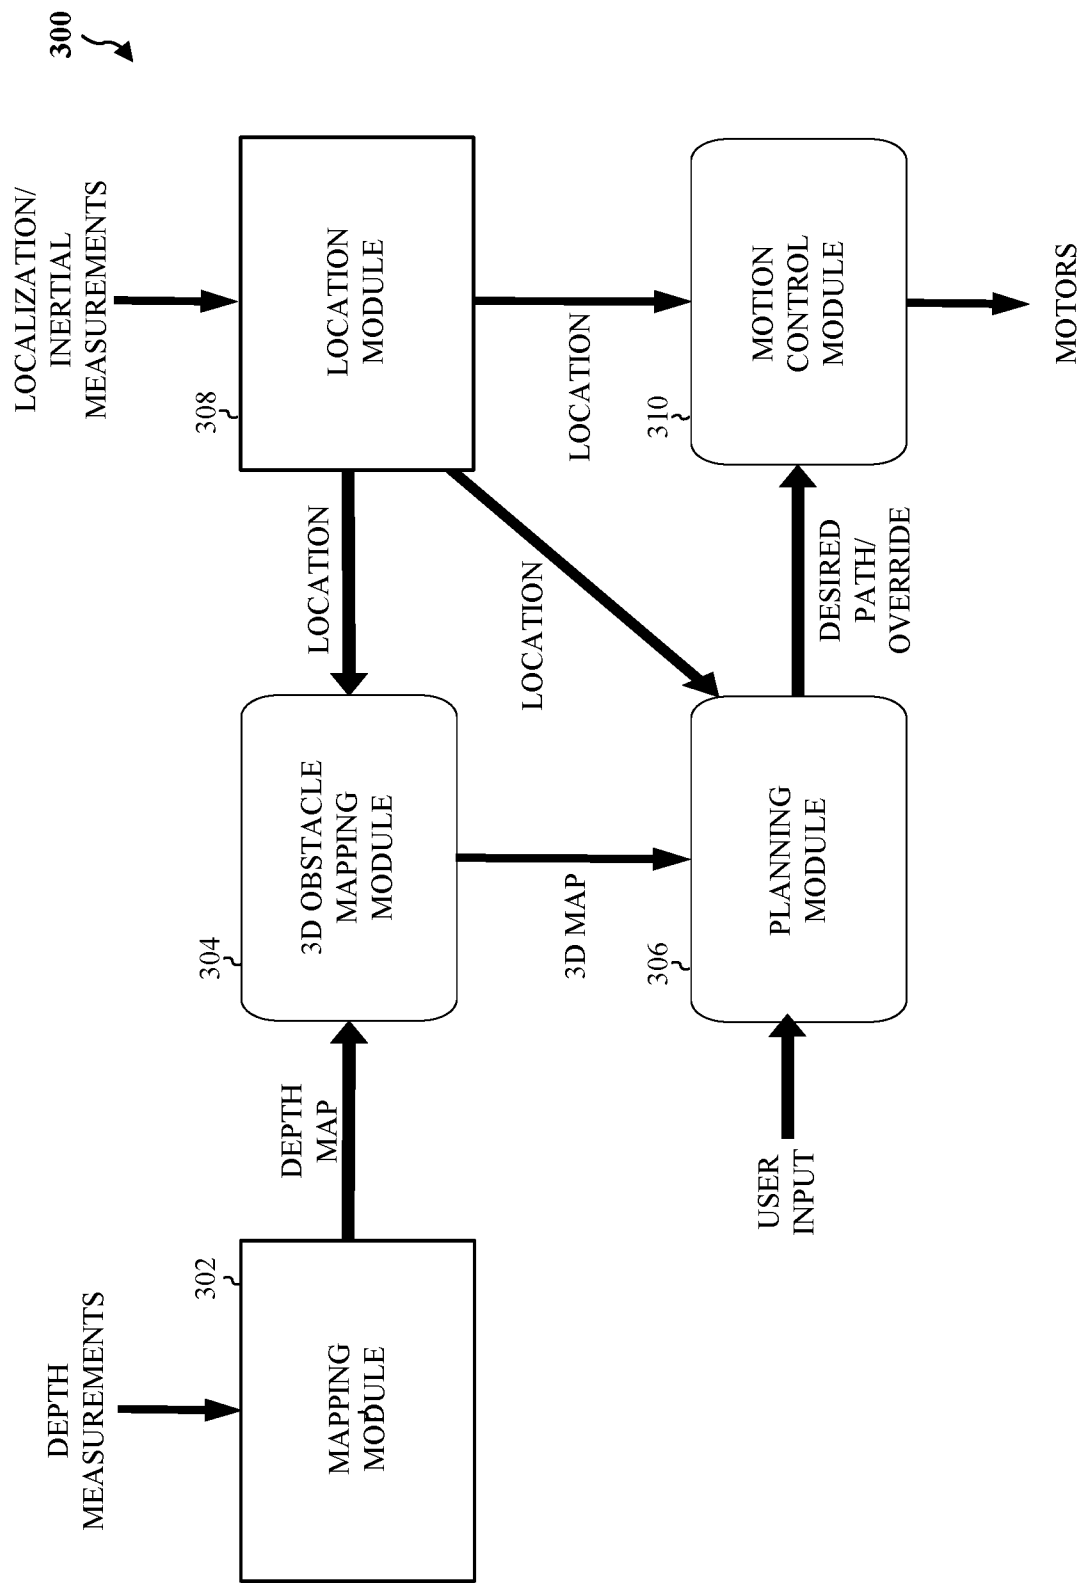 300
DEPTH
MEASUREMENTS
LOCALIZATION/
INERTIAL
MEASUREMENTS
302
MAPPING
MODULE
DEPTH
MAP
304
3D OBSTACLE
MAPPING
MODULE
LOCATION
308
LOCATION
MODULE
3D MAP
LOCATION
LOCATION
USER
INPUT
306
PLANNING
MODULE
DESIRED
PATH/
OVERRIDE
310
MOTION
CONTROL
MODULE
MOTORS